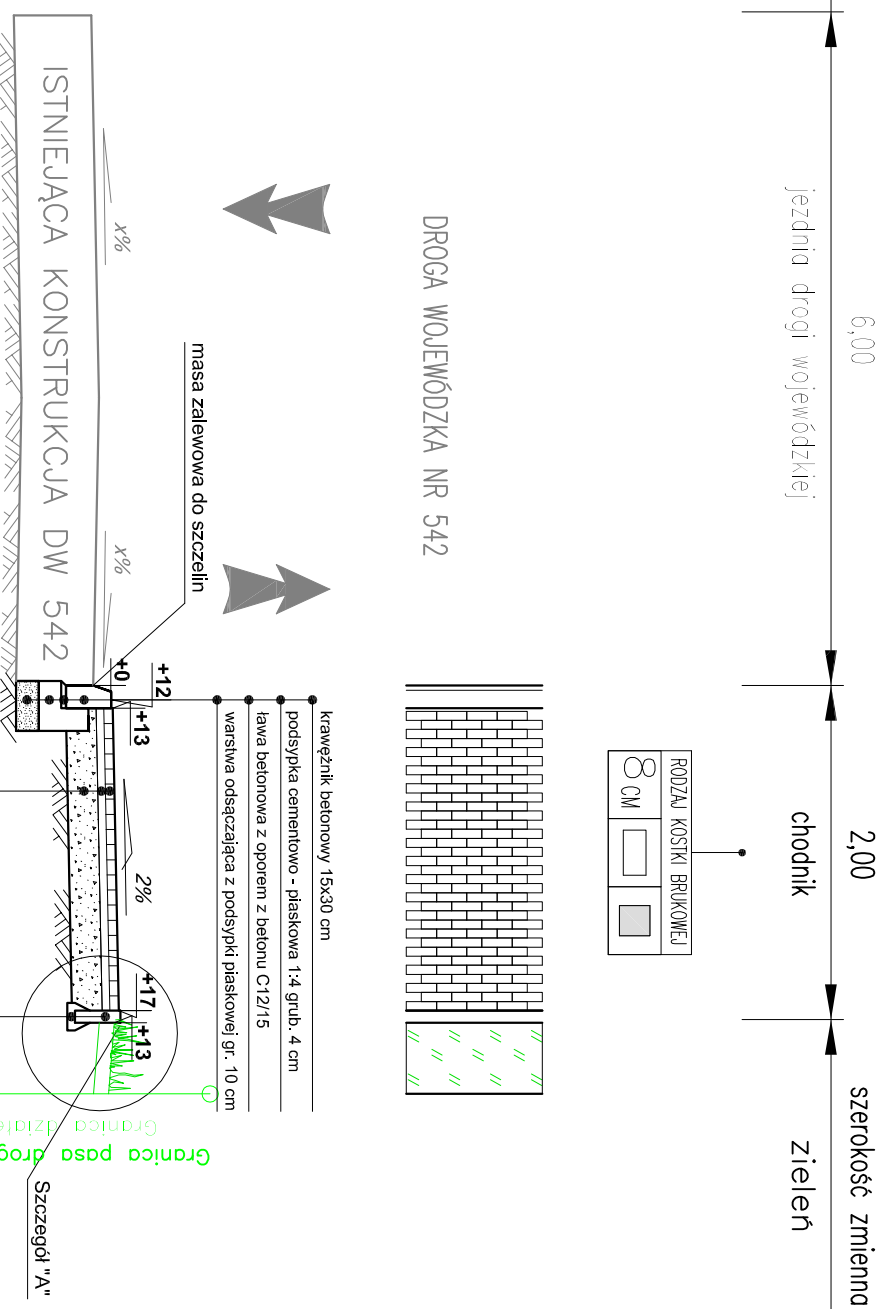 6,00
2,00
szerokość zmienna
jezdnia drogi wojewódzkiej
chodnik
zieleń
RODZAJ KOSTKI BRUKOWEJ
8 CM
DROGA WOJEWÓDZKA NR 542
krawężnik betonowy 15x30 cm
podsypka cementowo - piaskowa 1:4 grub. 4 cm
ława betonowa z oporem z betonu C12/15
warstwa odsączająca z podsypki piaskowej gr. 10 cm
masa zalewowa do szczelin
x%
x%
+12
+0
+13
2%
+17
+13
ISTNIEJĄCA KONSTRUKCJA DW 542
Granica działe
Granica pasa drog
Szczegół "A"